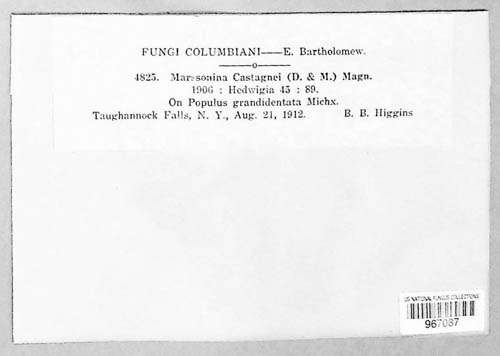 FUNGI COLUMBIANI——E. Bartholomew.
4825. Marssonina Castagnei (D. & M.) Magn.
1906 : Hedwigia 45 : 89.
On Populus grandidentata Michx.
Taughannock Falls, N. Y., Aug. 21, 1912. B. B. Higgins
US NATIONAL FUNGUS COLLECTIONS
967087